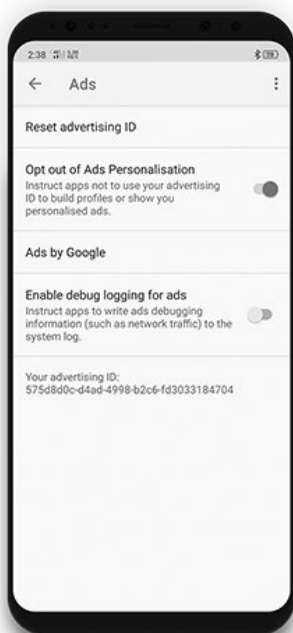 2:38
Ads
Reset advertising ID
Opt out of Ads Personalisation
Instruct apps not to use your advertising
ID to build profiles or show you
personalised ads.
Ads by Google
Enable debug logging for ads
Instruct apps to write ads debugging
information (such as network traffic) to the
system log.
Your advertising ID:
575d8d0c-d4ad-4998-b2c6-fd3033184704